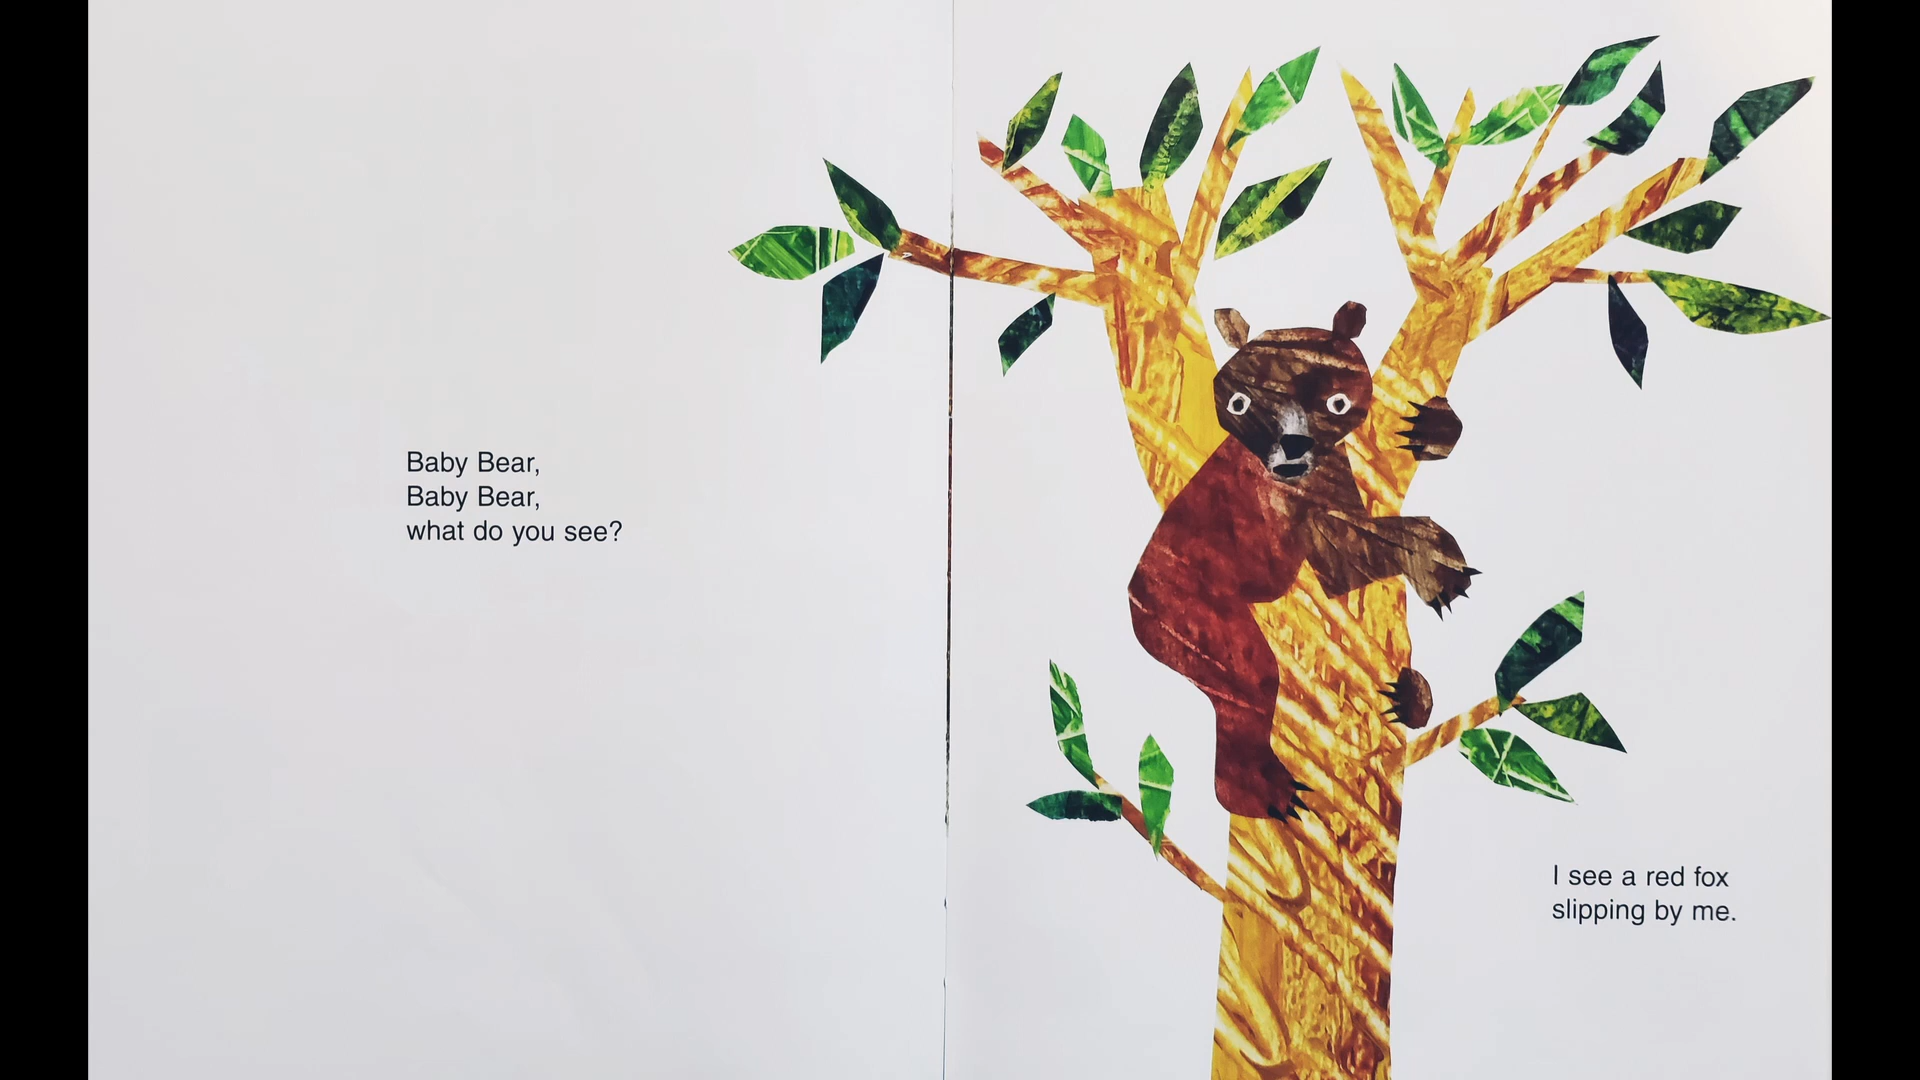 Baby Bear,
Baby Bear,
what do you see?
I see a red fox
slipping by me.